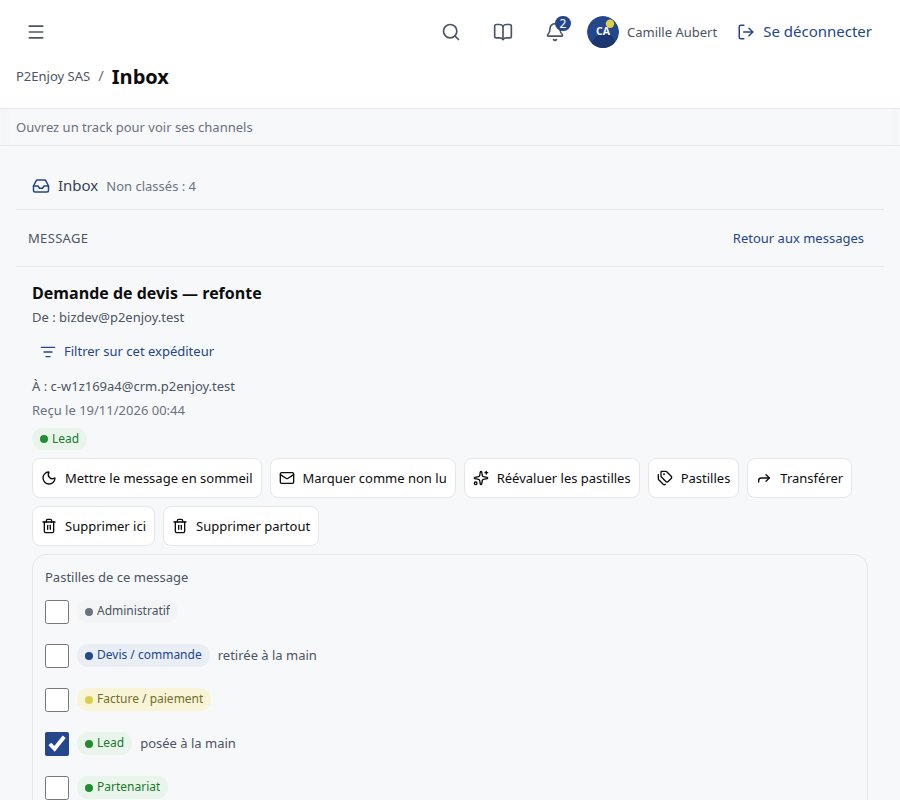 2
CA
Camille Aubert
Se déconnecter
P2Enjoy SAS / Inbox
Ouvrez un track pour voir ses channels
Inbox Non classés : 4
MESSAGE
Retour aux messages
Demande de devis — refonte
De : bizdev@p2enjoy.test
Filtrer sur cet expéditeur
À : c-w1z169a4@crm.p2enjoy.test
Reçu le 19/11/2026 00:44
Lead
Mettre le message en sommeil
Marquer comme non lu
Réévaluer les pastilles
Pastilles
Transférer
Supprimer ici
Supprimer partout
Pastilles de ce message
Administratif
Devis / commande retirée à la main
Facture / paiement
Lead posée à la main
Partenariat